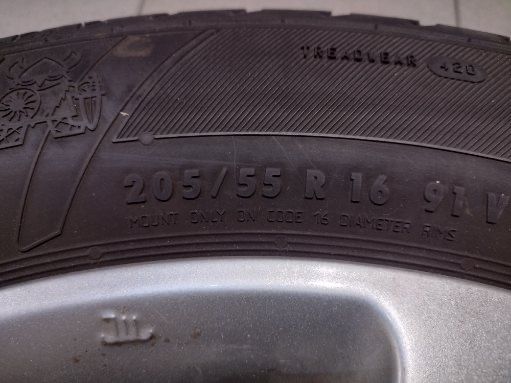 TREADWEAR 420
205/55 R 16 91 V
MOUNT ONLY ON CODE 16 DIAMETER RIMS